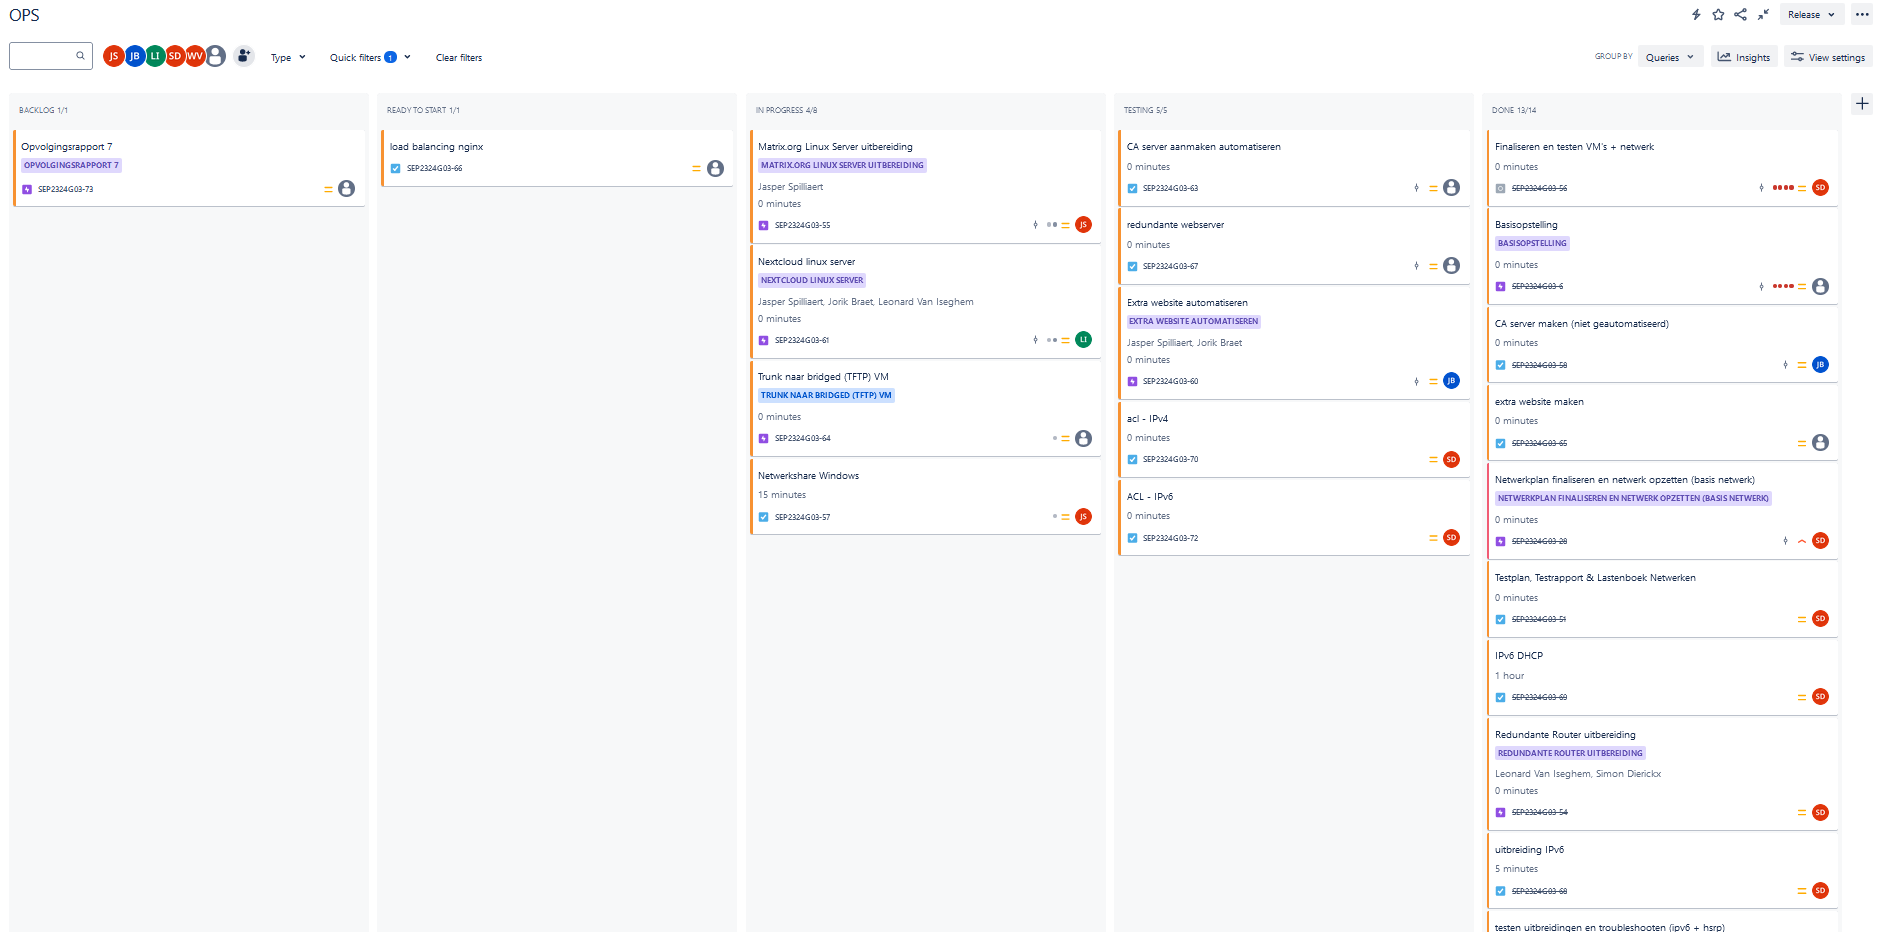 OPS
Release
JS JB LI SD WV
Type
Quick filters 1
Clear filters
GROUP BY
Queries
Insights
View settings
BACKLOG 1/1
Opvolgingsrapport 7
OPVOLGINGSRAPPORT 7
SEP2324G03-73
READY TO START 1/1
load balancing nginx
SEP2324G03-66
IN PROGRESS 4/8
Matrix.org Linux Server uitbereiding
MATRIX.ORG LINUX SERVER UITBEREIDING
Jasper Spilliaert
0 minutes
SEP2324G03-55
JS
Nextcloud linux server
NEXTCLOUD LINUX SERVER
Jasper Spilliaert, Jorik Braet, Leonard Van Iseghem
0 minutes
SEP2324G03-61
LI
Trunk naar bridged (TFTP) VM
TRUNK NAAR BRIDGED (TFTP) VM
0 minutes
SEP2324G03-64
Netwerkshare Windows
15 minutes
SEP2324G03-57
JS
TESTING 5/5
CA server aanmaken automatiseren
0 minutes
SEP2324G03-63
redundante webserver
0 minutes
SEP2324G03-67
Extra website automatiseren
EXTRA WEBSITE AUTOMATISEREN
Jasper Spilliaert, Jorik Braet
0 minutes
SEP2324G03-60
JB
acl - IPv4
0 minutes
SEP2324G03-70
SD
ACL - IPv6
0 minutes
SEP2324G03-72
SD
DONE 13/14
Finaliseren en testen VM's + netwerk
0 minutes
SEP2324G03-56
SD
Basisopstelling
BASISOPSTELLING
0 minutes
SEP2324G03-6
CA server maken (niet geautomatiseerd)
0 minutes
SEP2324G03-58
JB
extra website maken
0 minutes
SEP2324G03-65
Netwerkplan finaliseren en netwerk opzetten (basis netwerk)
NETWERKPLAN FINALISEREN EN NETWERK OPZETTEN (BASIS NETWERK)
0 minutes
SEP2324G03-28
SD
Testplan, Testrapport & Lastenboek Netwerken
0 minutes
SEP2324G03-51
SD
IPv6 DHCP
1 hour
SEP2324G03-69
SD
Redundante Router uitbereiding
REDUNDANTE ROUTER UITBEREIDING
Leonard Van Iseghem, Simon Dierickx
0 minutes
SEP2324G03-54
SD
uitbreiding IPv6
5 minutes
SEP2324G03-68
SD
testen uitbreidingen en troubleshooten (ipv6 + hsrp)